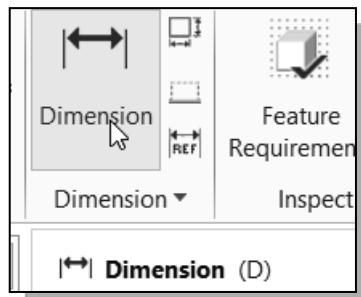 Dimension
REF
Feature
Requiremen
Dimension
Inspect
Dimension (D)